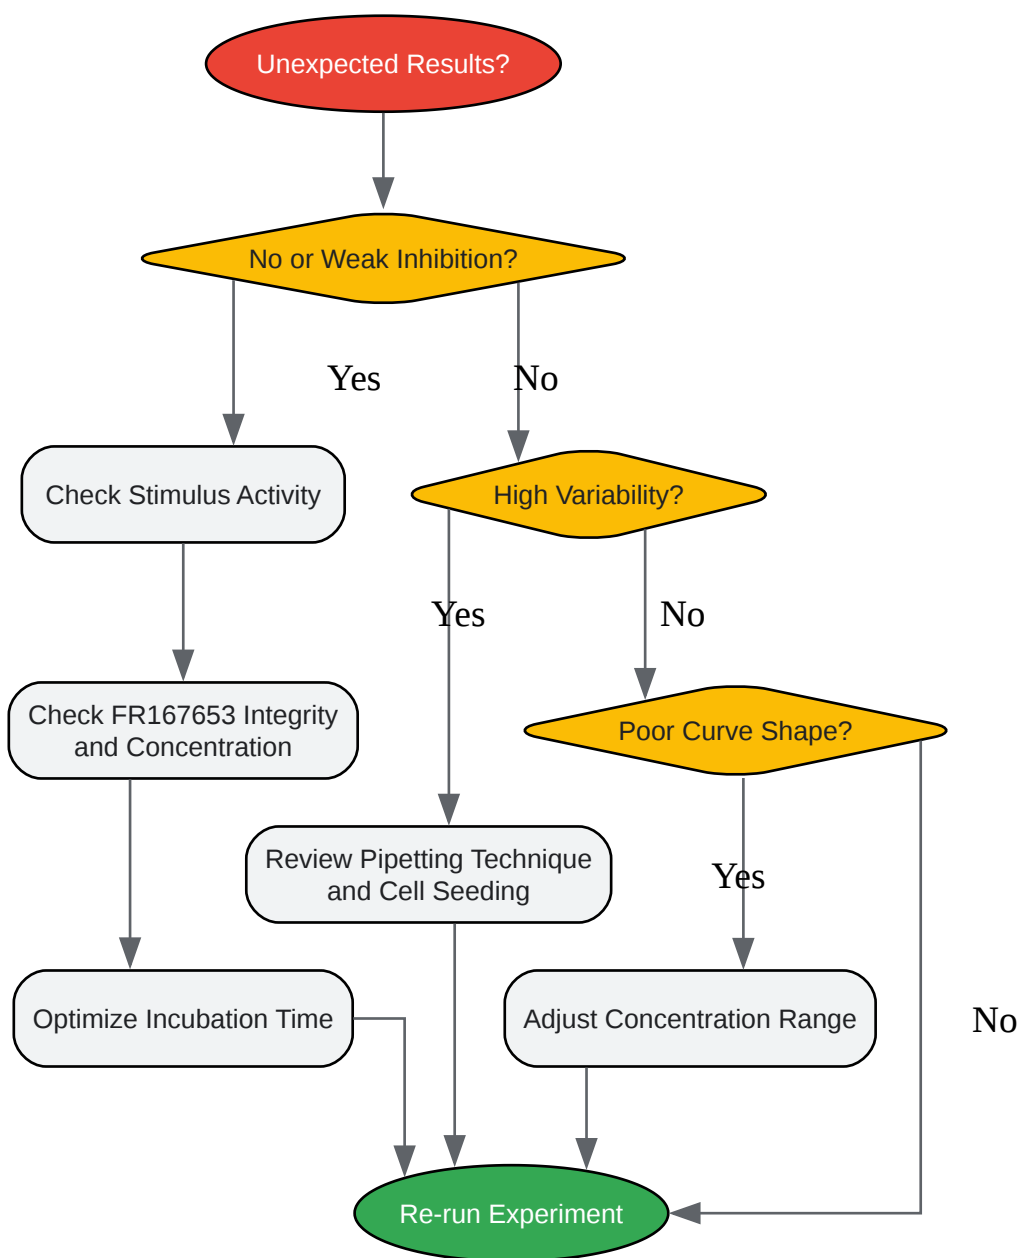 Unexpected Results?
No or Weak Inhibition?
Yes
No
Check Stimulus Activity
High Variability?
Yes
No
Check FR167653 Integrity
and Concentration
Poor Curve Shape?
Review Pipetting Technique
and Cell Seeding
Yes
Optimize Incubation Time
Adjust Concentration Range
No
Re-run Experiment